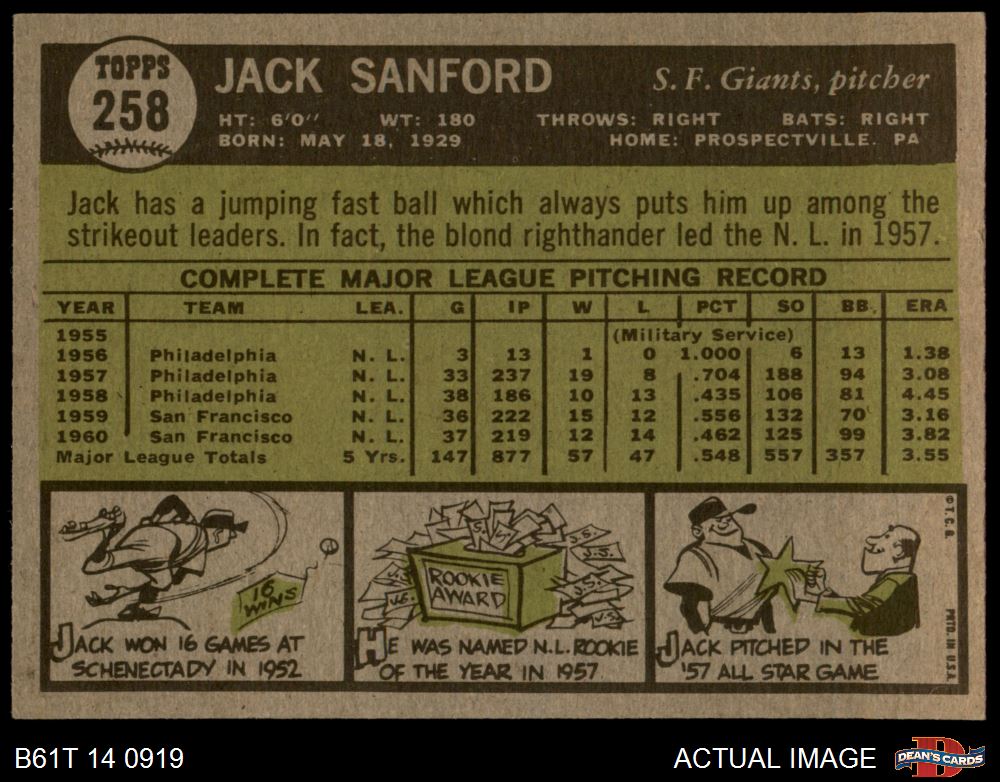 TOPPS
258
JACK SANFORD
S. F. Giants, pitcher
HT: 6'0'' WT: 180 THROWS: RIGHT BATS: RIGHT
BORN: MAY 18, 1929 HOME: PROSPECTVILLE. PA
Jack has a jumping fast ball which always puts him up among the
strikeout leaders. In fact, the blond righthander led the N. L. in 1957.
COMPLETE MAJOR LEAGUE PITCHING RECORD
YEAR TEAM LEA. G IP W L PCT SO BB. ERA
1955 (Military Service)
1956 Philadelphia N. L. 3 13 1 0 1.000 6 13 1.38
1957 Philadelphia N. L. 33 237 19 8 .704 188 94 3.08
1958 Philadelphia N. L. 38 186 10 13 .435 106 81 4.45
1959 San Francisco N. L. 36 222 15 12 .556 132 70 3.16
1960 San Francisco N. L. 37 219 12 14 .462 125 99 3.82
Major League Totals 5 Yrs. 147 877 57 47 .548 557 357 3.55
16
WINS
JACK WON 16 GAMES AT
SCHENECTADY IN 1952
J.S.
J.S.
J.S.
ROOKIE
AWARD
HE WAS NAMED N.L. ROOKIE
OF THE YEAR IN 1957
JACK PITCHED IN THE
'57 ALL STAR GAME
© T. C. G.
PRTD. IN U.S.A.
B61T 14 0919
ACTUAL IMAGE
DEAN'S CARDS